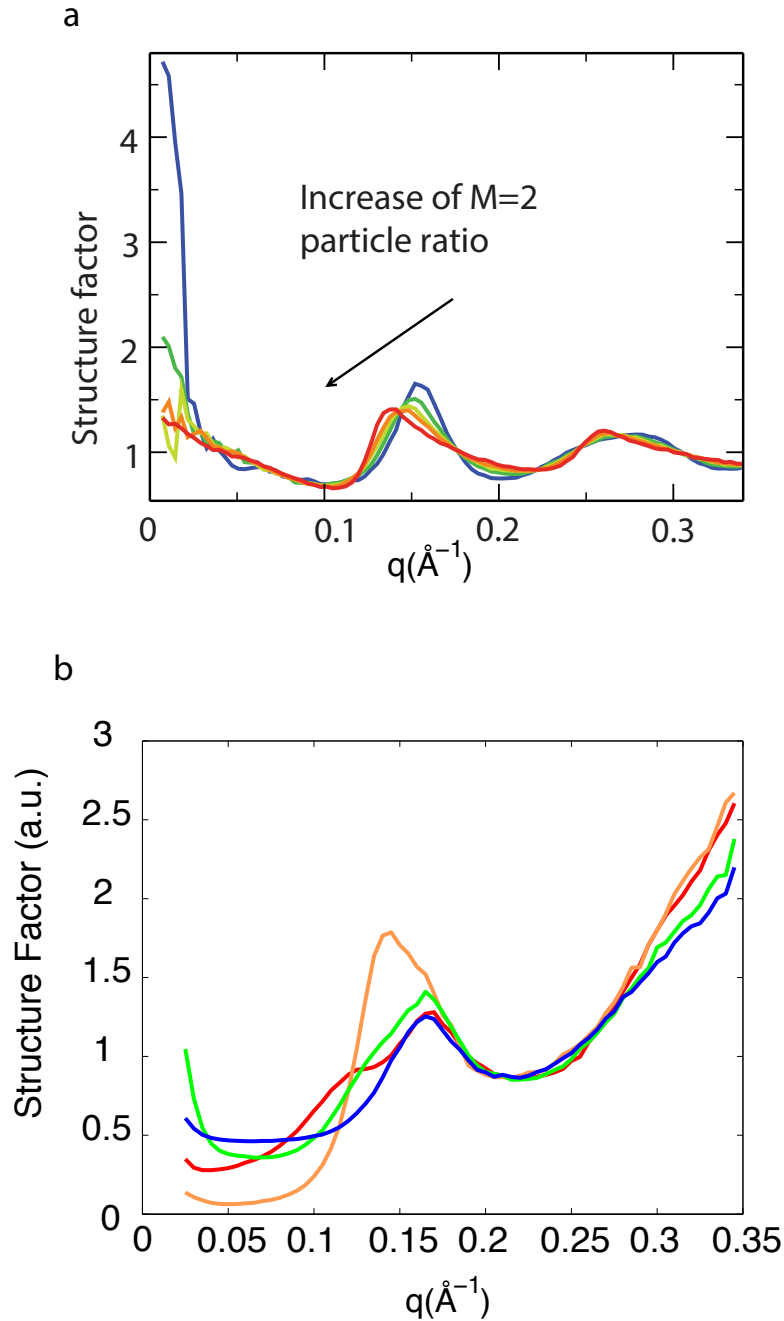 a
Structure factor
4
3
2
1
Increase of M=2
particle ratio
0
0.1
0.2
0.3
q(Å⁻¹)
b
Structure Factor (a.u.)
3
2.5
2
1.5
1
0.5
0
0
0.05
0.1
0.15
0.2
0.25
0.3
0.35
q(Å⁻¹)